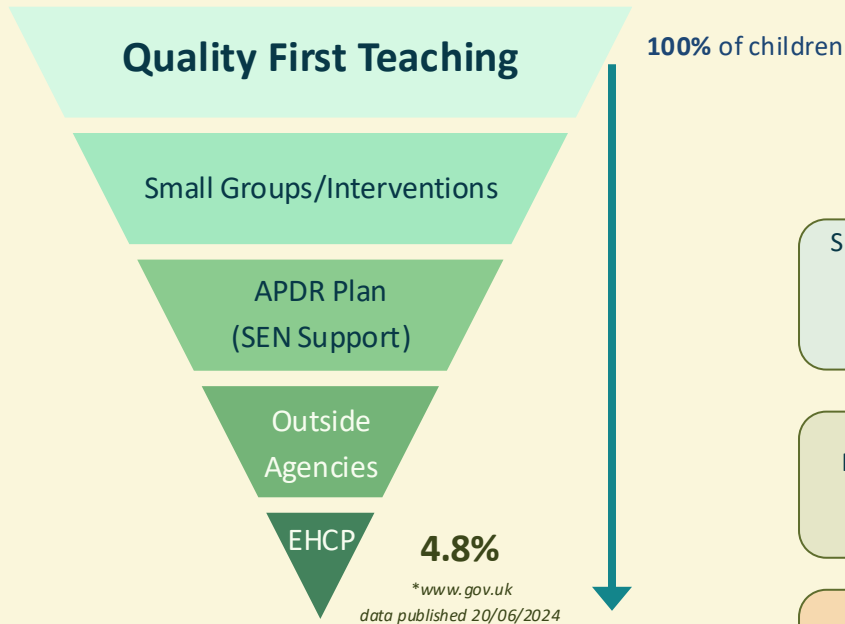 Quality First Teaching
100% of children
Small Groups/Interventions
APDR Plan
(SEN Support)
Outside
Agencies
EHCP
4.8%
*www.gov.uk
data published 20/06/2024